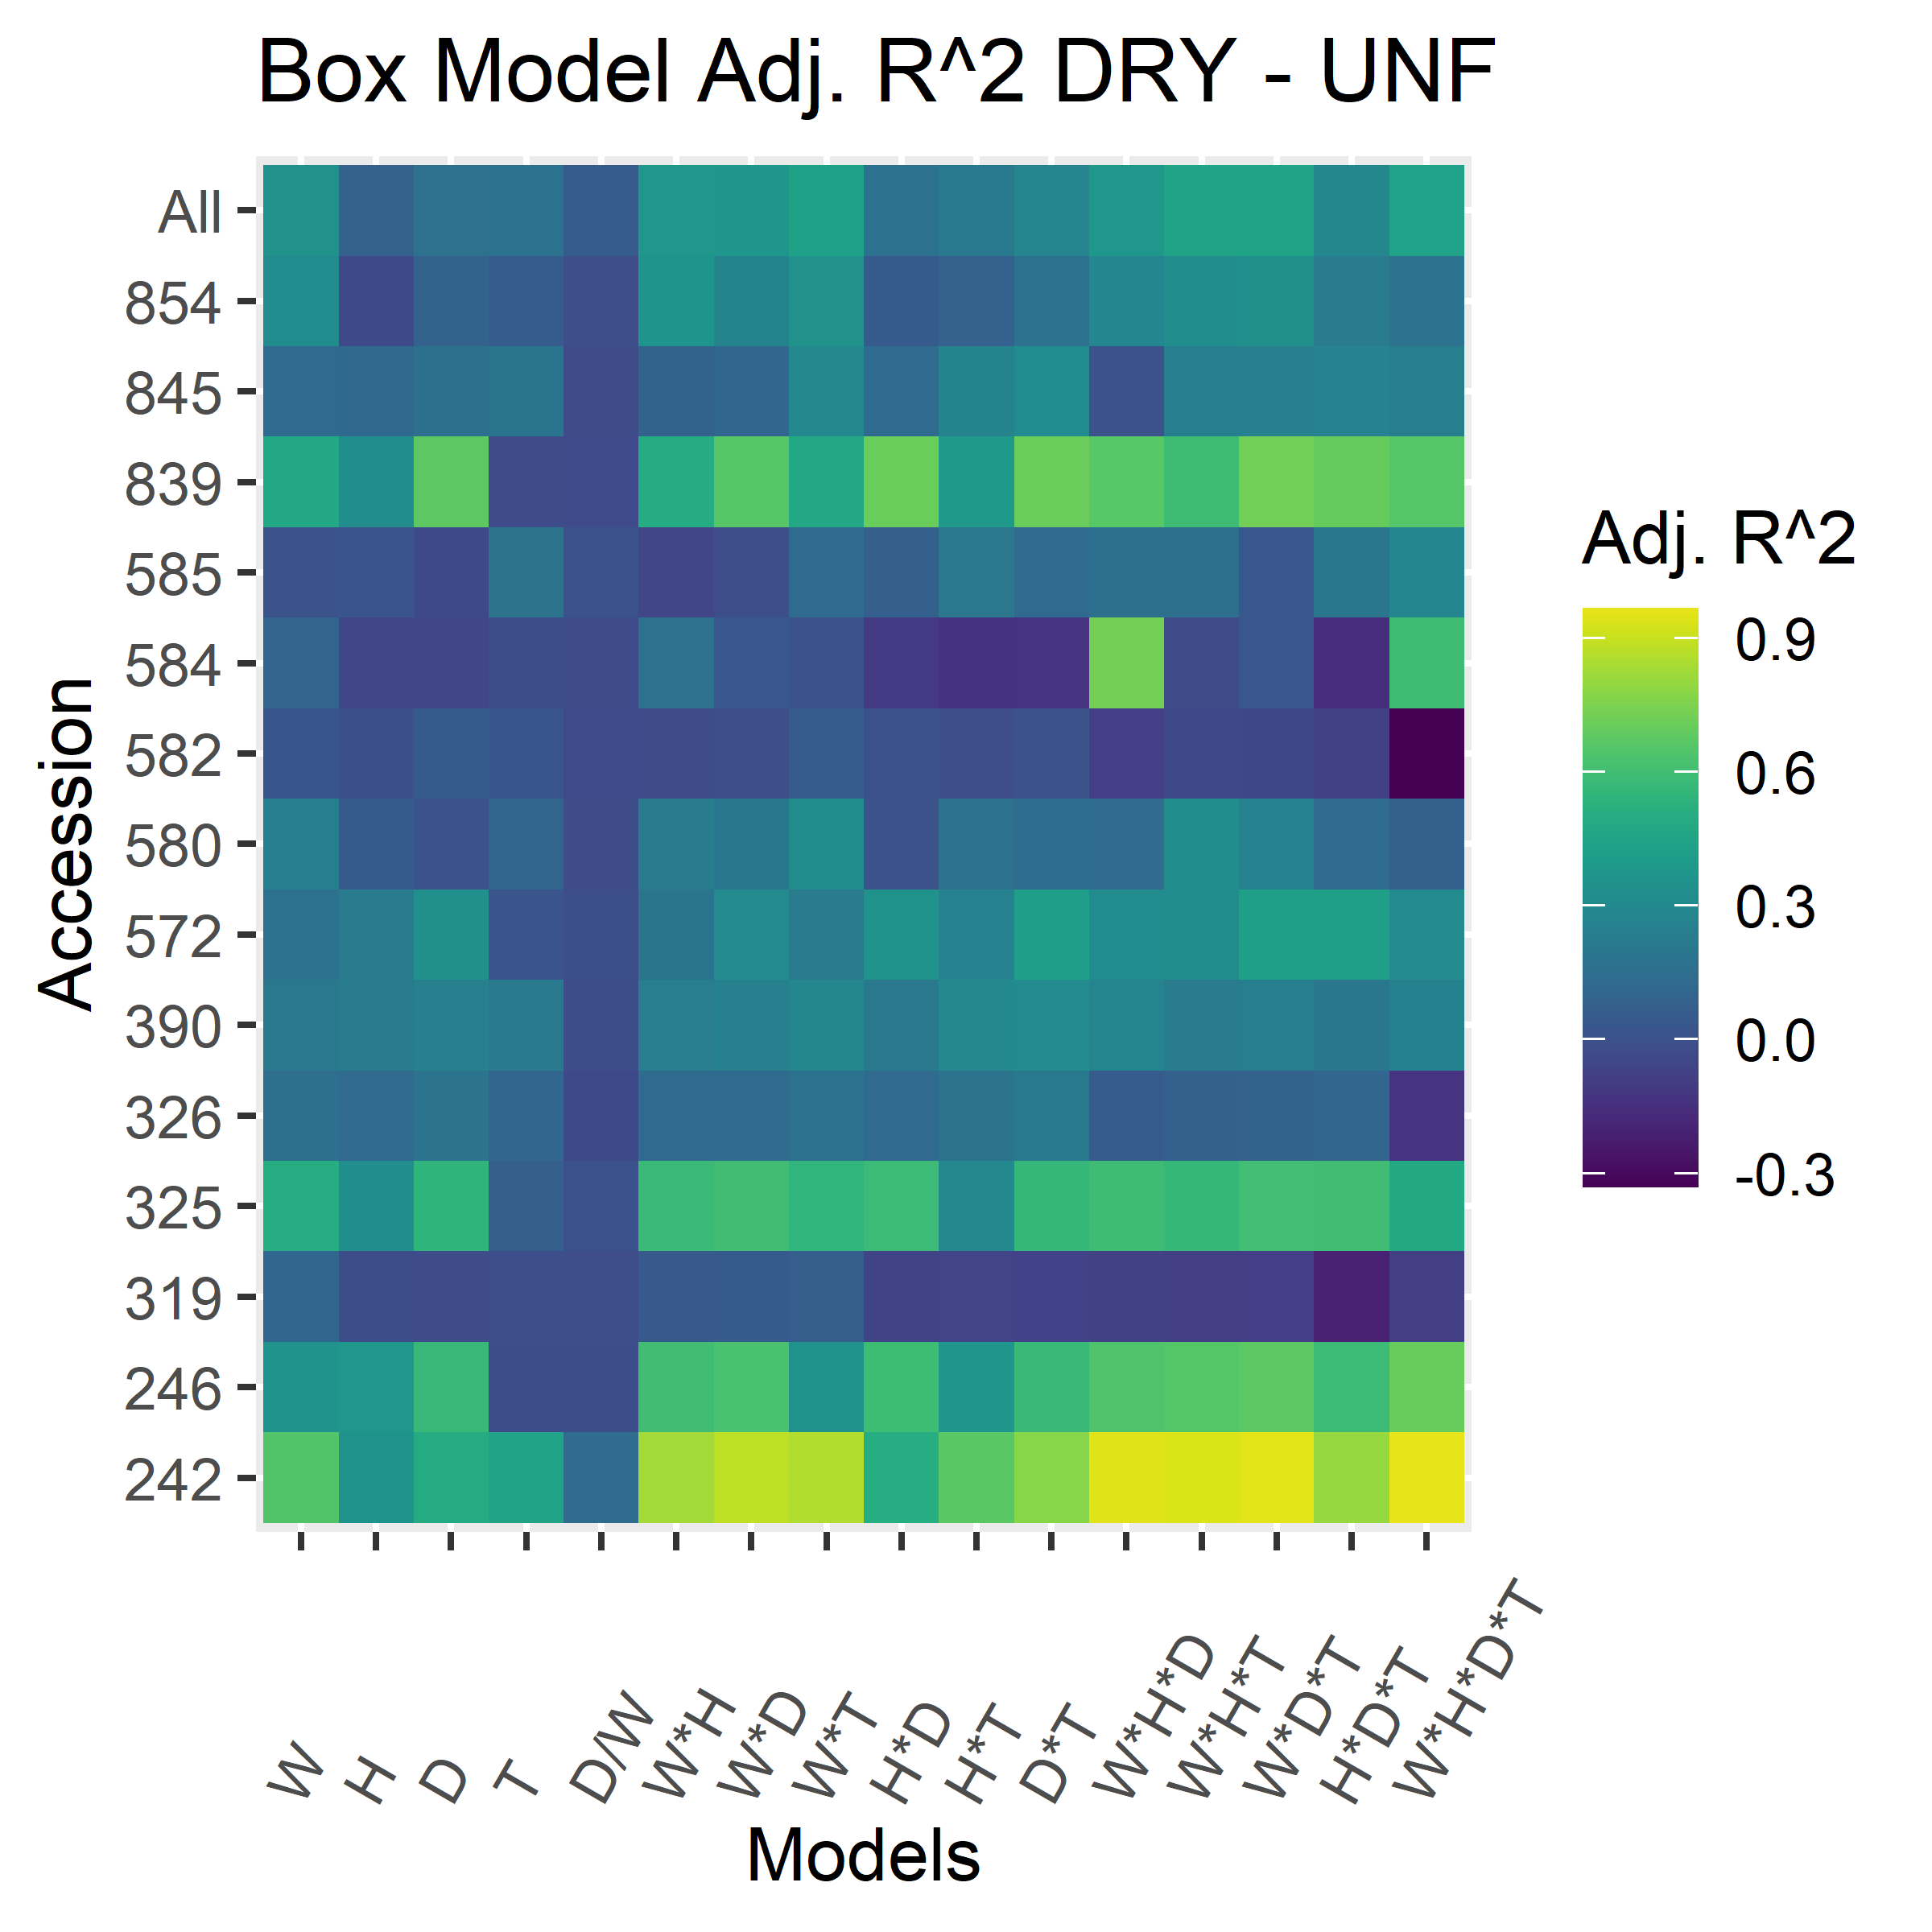 Box Model Adj. R^2 DRY - UNF
Accession
All
854
845
839
585
584
582
580
572
390
326
325
319
246
242
W
H
D
T
D/W
W*H
W*D
W*T
H*D
H*T
D*T
W*H*D
W*H*T
W*D*T
H*D*T
W*H*D*T
Models
Adj. R^2
0.9
0.6
0.3
0.0
-0.3